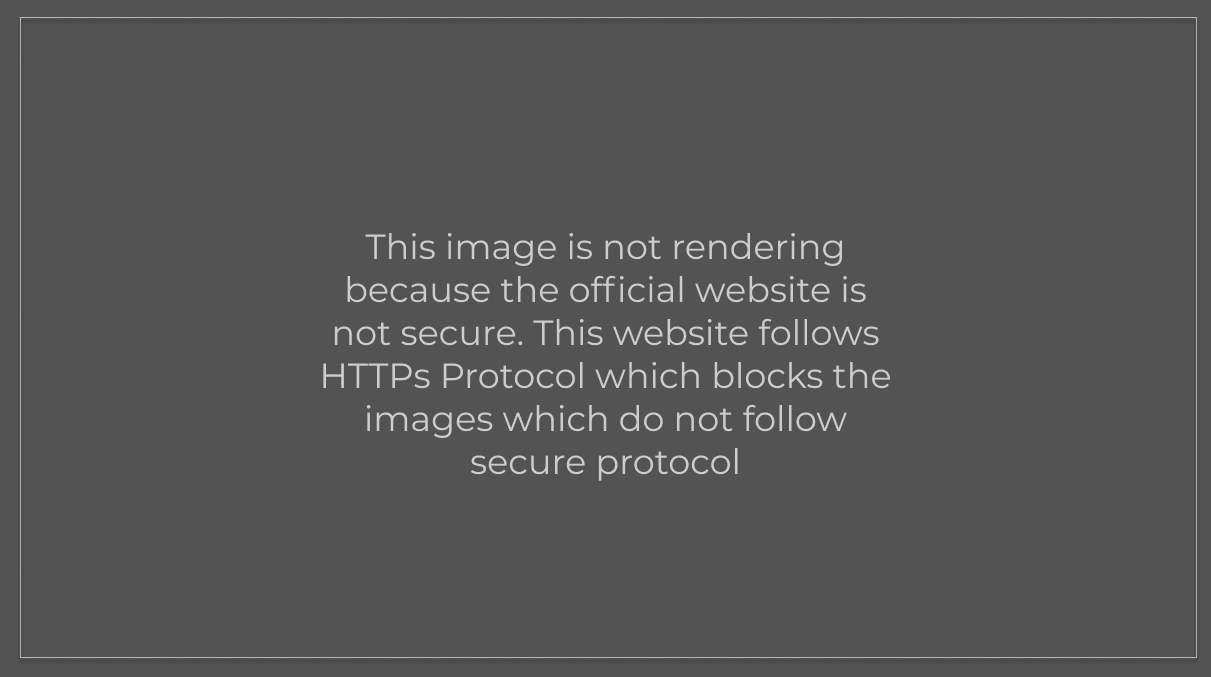 This image is not rendering
because the official website is
not secure. This website follows
HTTPs Protocol which blocks the
images which do not follow
secure protocol